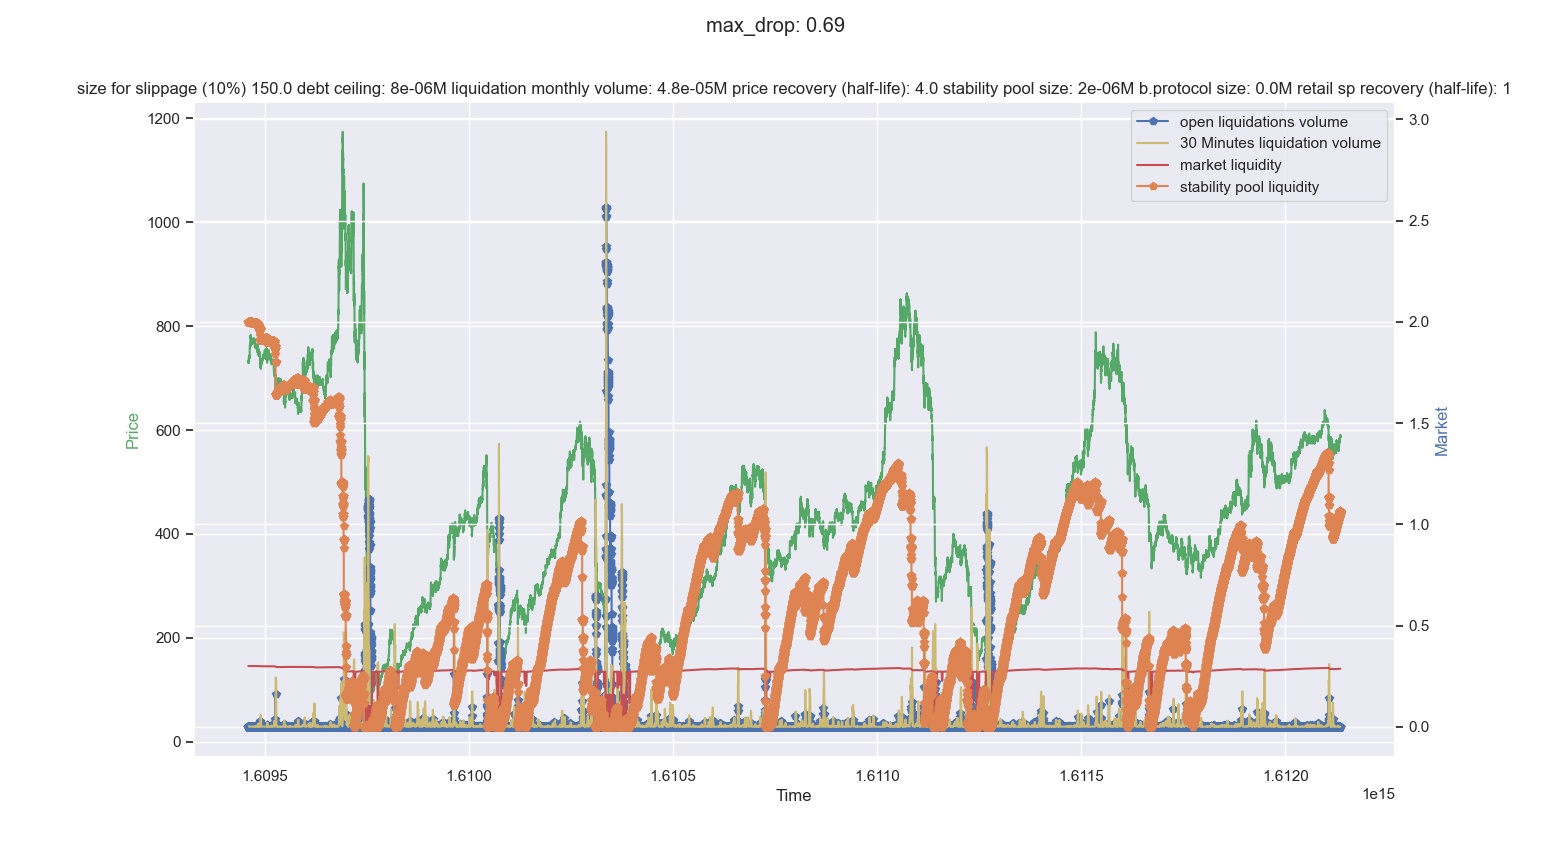 max_drop: 0.69
size for slippage (10%) 150.0 debt ceiling: 8e-06M liquidation monthly volume: 4.8e-05M price recovery (half-life): 4.0 stability pool size: 2e-06M b.protocol size: 0.0M retail sp recovery (half-life): 1
open liquidations volume
30 Minutes liquidation volume
market liquidity
stability pool liquidity
1200
1000
800
600
400
200
0
Price
3.0
2.5
2.0
1.5
1.0
0.5
0.0
Market
1.6095 1.6100 1.6105 1.6110 1.6115 1.6120
1e15
Time